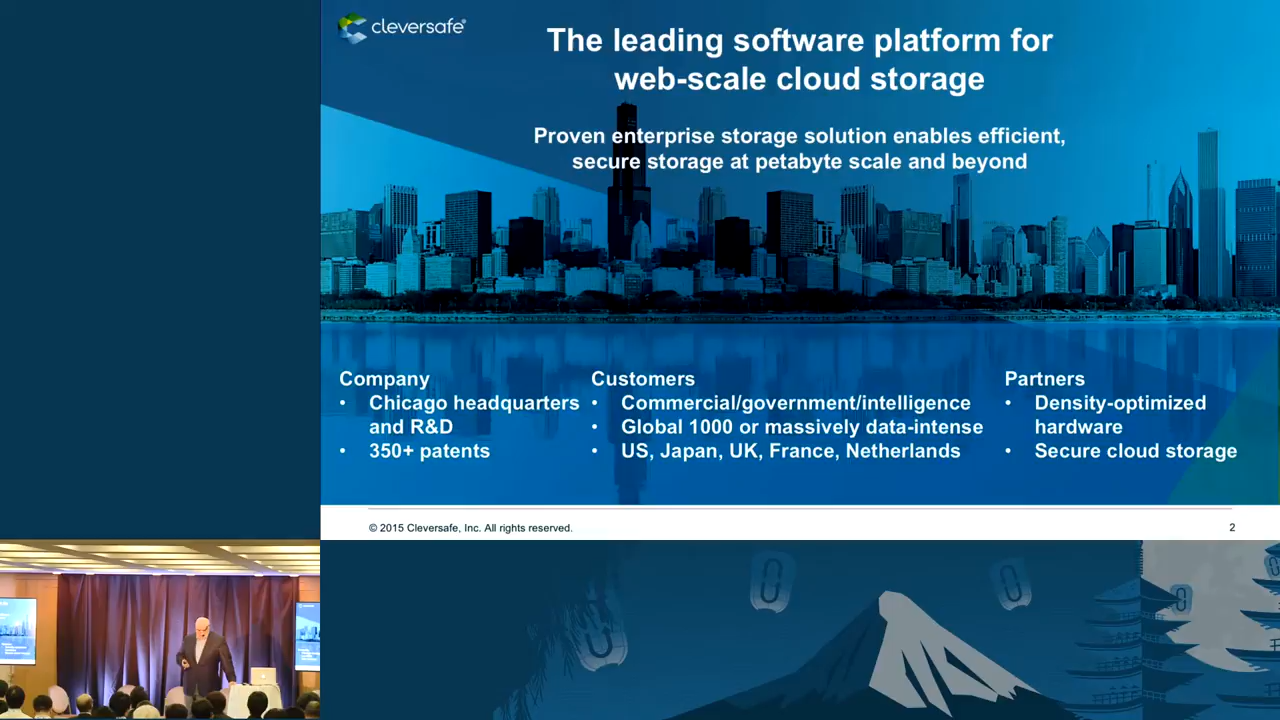 cleversafe®
The leading software platform for
web-scale cloud storage
Proven enterprise storage solution enables efficient,
secure storage at petabyte scale and beyond
Company
• Chicago headquarters
and R&D
• 350+ patents
Customers
• Commercial/government/intelligence
• Global 1000 or massively data-intense
• US, Japan, UK, France, Netherlands
Partners
• Density-optimized
hardware
• Secure cloud storage
© 2015 Cleversafe, Inc. All rights reserved.
2